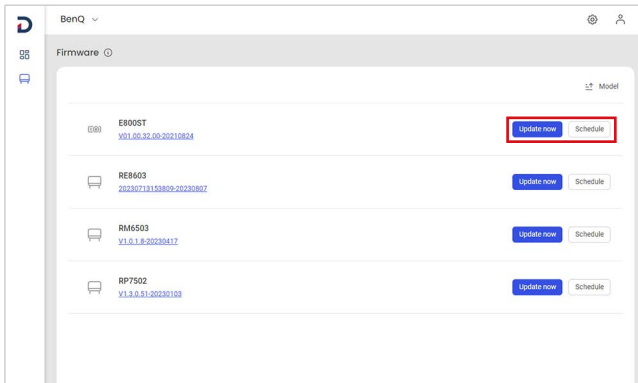 BenQ
Firmware
Model
E800ST
V01.00.32.00-20210824
Update now Schedule
RE8603
20230713153809-20230807
Update now Schedule
RM6503
V1.0.1.8-20230417
Update now Schedule
RP7502
V1.3.0.51-20230103
Update now Schedule